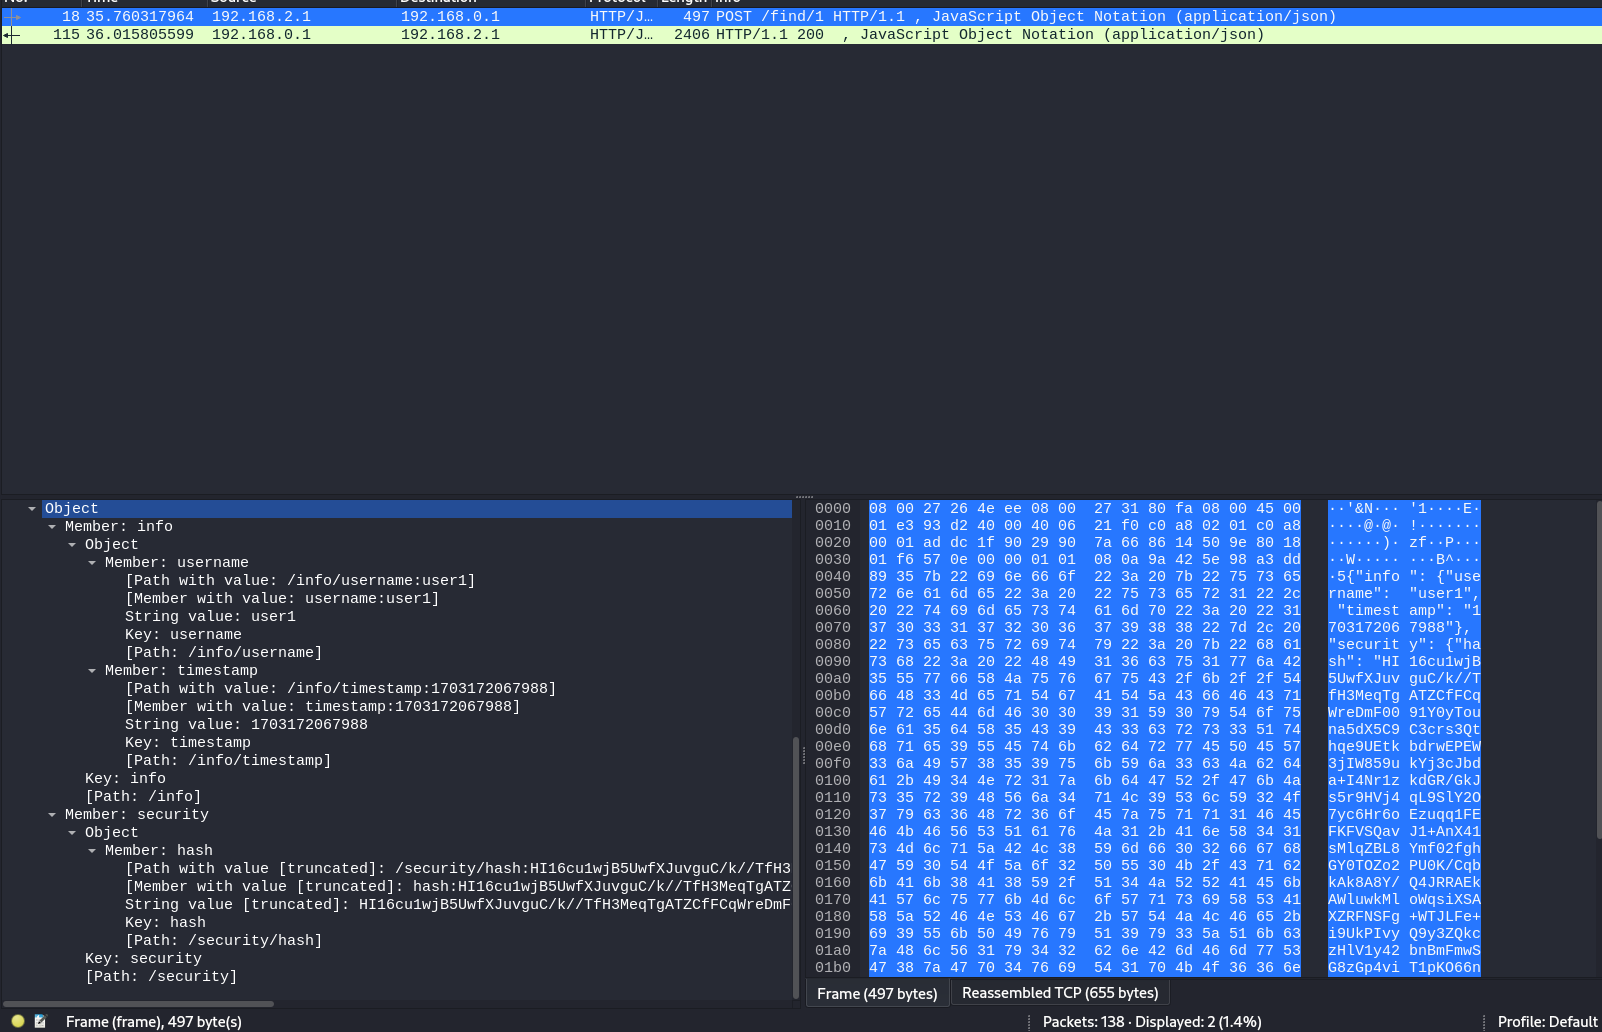 No. Time Source Destination Protocol Length Info
18 35.760317964 192.168.2.1 192.168.0.1 HTTP/J… 497 POST /find/1 HTTP/1.1 , JavaScript Object Notation (application/json)
115 36.015805599 192.168.0.1 192.168.2.1 HTTP/J… 2406 HTTP/1.1 200  , JavaScript Object Notation (application/json)
Object
Member: info
Object
Member: username
[Path with value: /info/username:user1]
[Member with value: username:user1]
String value: user1
Key: username
[Path: /info/username]
Member: timestamp
[Path with value: /info/timestamp:1703172067988]
[Member with value: timestamp:1703172067988]
String value: 1703172067988
Key: timestamp
[Path: /info/timestamp]
Key: info
[Path: /info]
Member: security
Object
Member: hash
[Path with value [truncated]: /security/hash:HI16cu1wjB5UwfXJuvguC/k//TfH3
[Member with value [truncated]: hash:HI16cu1wjB5UwfXJuvguC/k//TfH3MeqTgATZ
String value [truncated]: HI16cu1wjB5UwfXJuvguC/k//TfH3MeqTgATZCfFCqWreDmF
Key: hash
[Path: /security/hash]
Key: security
[Path: /security]
0000 08 00 27 26 4e ee 08 00 27 31 80 fa 08 00 45 00 ··'&N··· '1····E·
0010 01 e3 93 d2 40 00 40 06 21 f0 c0 a8 02 01 c0 a8 ····@·@· !·······
0020 00 01 ad dc 1f 90 29 90 7a 66 86 14 50 9e 80 18 ······)· zf··P···
0030 01 f6 57 0e 00 00 01 01 08 0a 9a 42 5e 98 a3 dd ··W····· ···B^···
0040 89 35 7b 22 69 6e 66 6f 22 3a 20 7b 22 75 73 65 ·5{"info ": {"use
0050 72 6e 61 6d 65 22 3a 20 22 75 73 65 72 31 22 2c rname":  "user1",
0060 20 22 74 69 6d 65 73 74 61 6d 70 22 3a 20 22 31  "timest amp": "1
0070 37 30 33 31 37 32 30 36 37 39 38 38 22 7d 2c 20 70317206 7988"},
0080 22 73 65 63 75 72 69 74 79 22 3a 20 7b 22 68 61 "securit y": {"ha
0090 73 68 22 3a 20 22 48 49 31 36 63 75 31 77 6a 42 sh": "HI 16cu1wjB
00a0 35 55 77 66 58 4a 75 76 67 75 43 2f 6b 2f 2f 54 5UwfXJuv guC/k//T
00b0 66 48 33 4d 65 71 54 67 41 54 5a 43 66 46 43 71 fH3MeqTg ATZCfFCq
00c0 57 72 65 44 6d 46 30 30 39 31 59 30 79 54 6f 75 WreDmF00 91Y0yTou
00d0 6e 61 35 64 58 35 43 39 43 33 63 72 73 33 51 74 na5dX5C9 C3crs3Qt
00e0 68 71 65 39 55 45 74 6b 62 64 72 77 45 50 45 57 hqe9UEtk bdrwEPEW
00f0 33 6a 49 57 38 35 39 75 6b 59 6a 33 63 4a 62 64 3jIW859u kYj3cJbd
0100 61 2b 49 34 4e 72 31 7a 6b 64 47 52 2f 47 6b 4a a+I4Nr1z kdGR/GkJ
0110 73 35 72 39 48 56 6a 34 71 4c 39 53 6c 59 32 4f s5r9HVj4 qL9SlY2O
0120 37 79 63 36 48 72 36 6f 45 7a 75 71 71 31 46 45 7yc6Hr6o Ezuqq1FE
0130 46 4b 46 56 53 51 61 76 4a 31 2b 41 6e 58 34 31 FKFVSQav J1+AnX41
0140 73 4d 6c 71 5a 42 4c 38 59 6d 66 30 32 66 67 68 sMlqZBL8 Ymf02fgh
0150 47 59 30 54 4f 5a 6f 32 50 55 30 4b 2f 43 71 62 GY0TOZo2 PU0K/Cqb
0160 6b 41 6b 38 41 38 59 2f 51 34 4a 52 52 41 45 6b kAk8A8Y/ Q4JRRAEk
0170 41 57 6c 75 77 6b 4d 6c 6f 57 71 73 69 58 53 41 AWluwkMl oWqsiXSA
0180 58 5a 52 46 4e 53 46 67 2b 57 54 4a 4c 46 65 2b XZRFNSFg +WTJLFe+
0190 69 39 55 6b 50 49 76 79 51 39 79 33 5a 51 6b 63 i9UkPIvy Q9y3ZQkc
01a0 7a 48 6c 56 31 79 34 32 62 6e 42 6d 46 6d 77 53 zHlV1y42 bnBmFmwS
01b0 47 38 7a 47 70 34 76 69 54 31 70 4b 4f 36 36 6e G8zGp4vi T1pKO66n
Frame (497 bytes) Reassembled TCP (655 bytes)
Frame (frame), 497 byte(s) Packets: 138 · Displayed: 2 (1.4%) Profile: Default